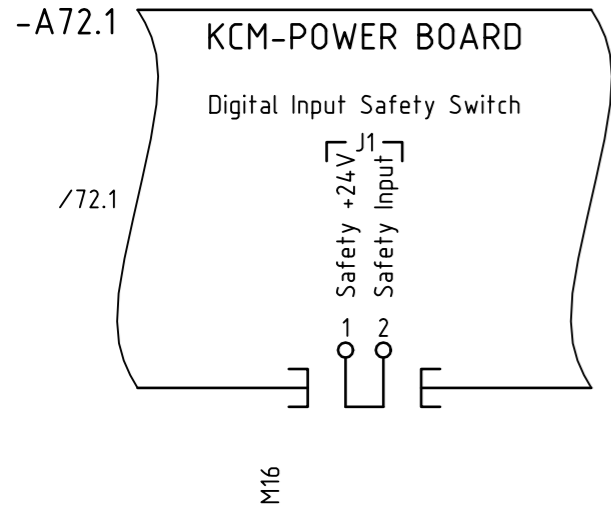 -A72.1
KCM-POWER BOARD
Digital Input Safety Switch
J1
/72.1
Safety +24V
Safety Input
1
2
M16